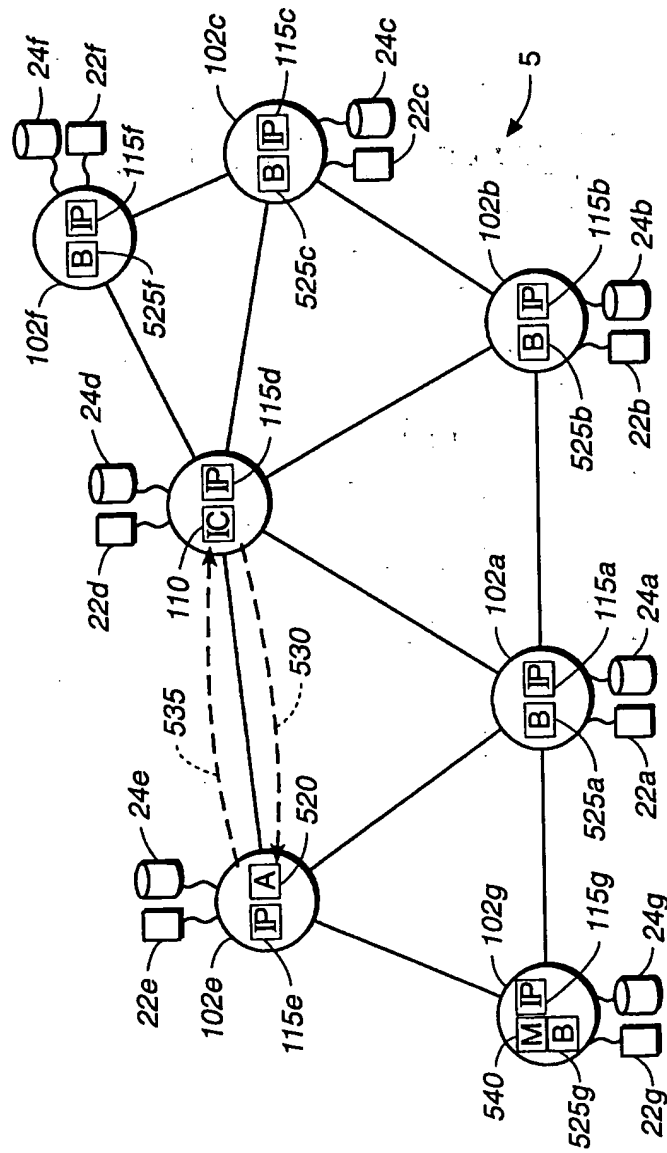 24f
22f
102f
B
IP
525f
115f
102c
115c
B
IP
525c
24c
22c
5
22d
24d
110
IC
IP
115d
535
530
22e
24e
102e
IP
A
115e
520
102b
115b
B
IP
525b
24b
22b
102a
115a
B
IP
525a
24a
22a
102g
115g
540
M
IP
B
525g
24g
22g